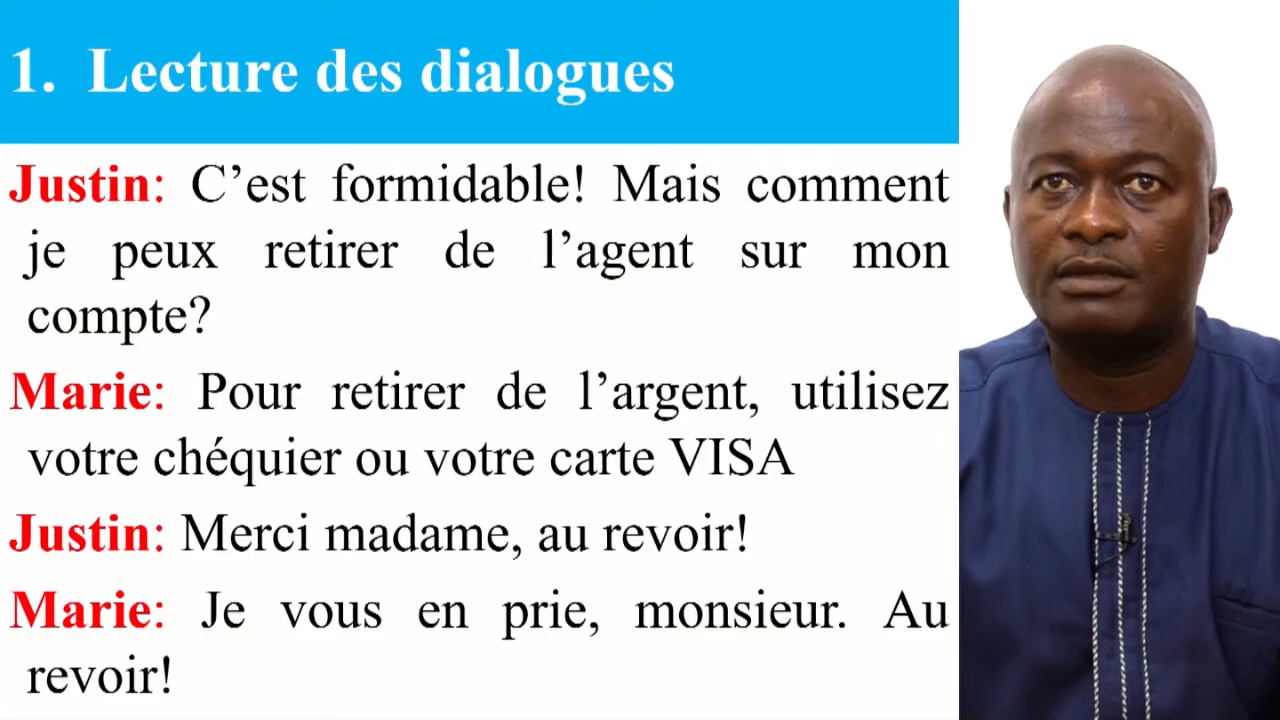 1. Lecture des dialogues
Justin: C’est formidable! Mais comment
je peux retirer de l’agent sur mon
compte?
Marie: Pour retirer de l’argent, utilisez
votre chéquier ou votre carte VISA
Justin: Merci madame, au revoir!
Marie: Je vous en prie, monsieur. Au
revoir!